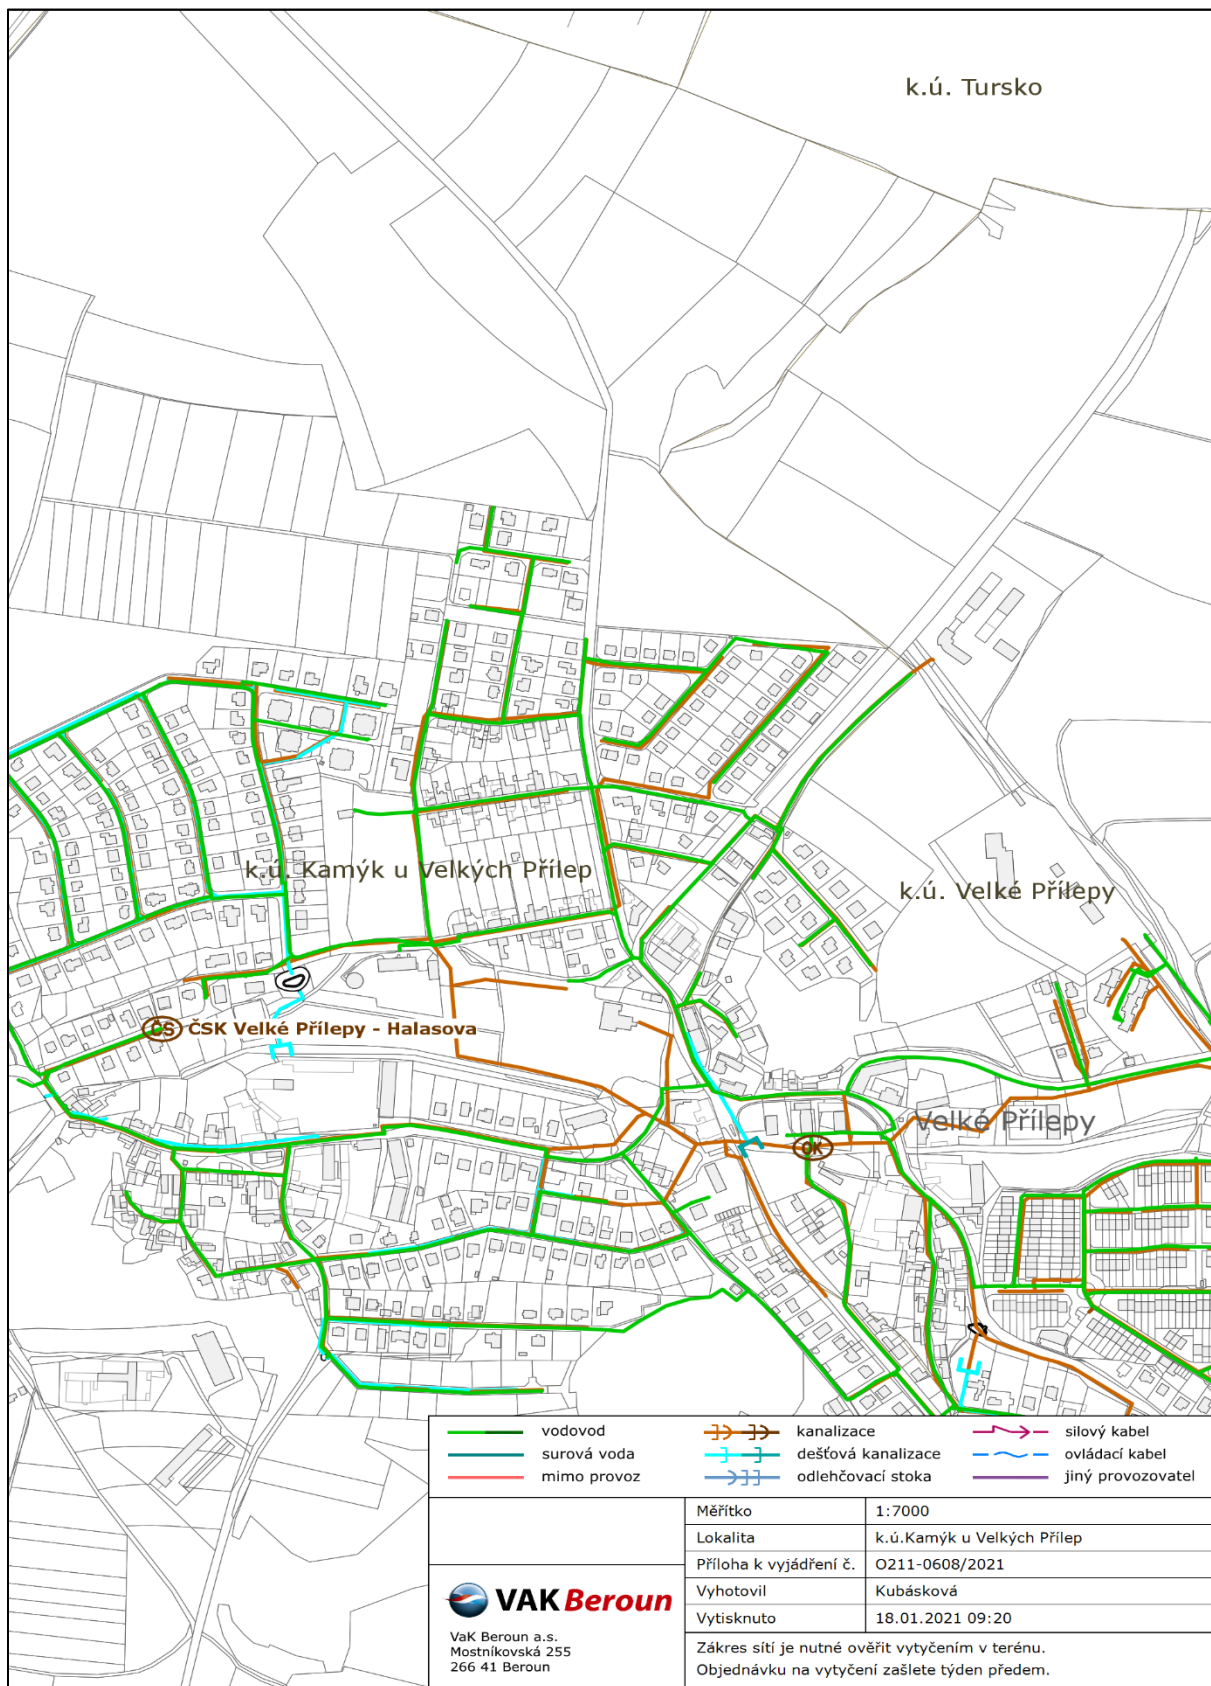 k.ú. Tursko
k.ú. Kamýk u Velkých Přílep
k.ú. Velké Přílepy
ČS ČSK Velké Přílepy - Halasova
Velké Přílepy
OK
vodovod
surová voda
mimo provoz
kanalizace
dešťová kanalizace
odlehčovací stoka
silový kabel
ovládací kabel
jiný provozovatel
Měřítko 1:7000
Lokalita k.ú.Kamýk u Velkých Přílep
Příloha k vyjádření č. O211-0608/2021
Vyhotovil Kubásková
Vytisknuto 18.01.2021 09:20
VAK Beroun
VaK Beroun a.s.
Mostníkovská 255
266 41 Beroun
Zákres sítí je nutné ověřit vytyčením v terénu.
Objednávku na vytyčení zašlete týden předem.